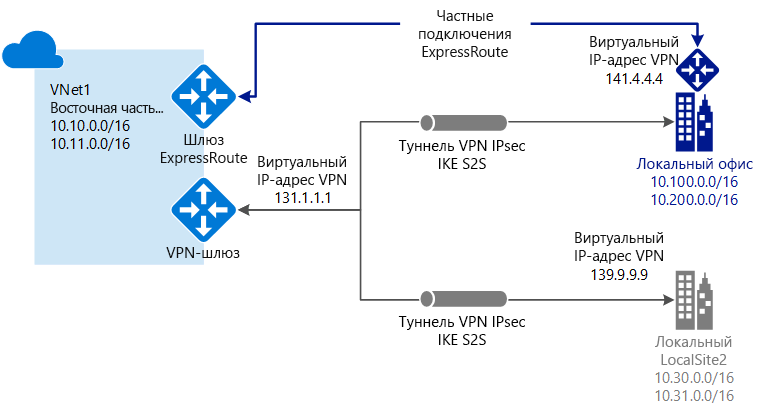 Частные
подключения
ExpressRoute
Виртуальный
IP-адрес VPN
141.4.4.4
VNet1
Восточная часть...
10.10.0.0/16
10.11.0.0/16
Шлюз
ExpressRoute
Виртуальный
IP-адрес VPN
131.1.1.1
Туннель VPN IPsec
IKE S2S
Локальный офис
10.100.0.0/16
10.200.0.0/16
VPN-шлюз
Виртуальный
IP-адрес VPN
139.9.9.9
Туннель VPN IPsec
IKE S2S
Локальный
LocalSite2
10.30.0.0/16
10.31.0.0/16